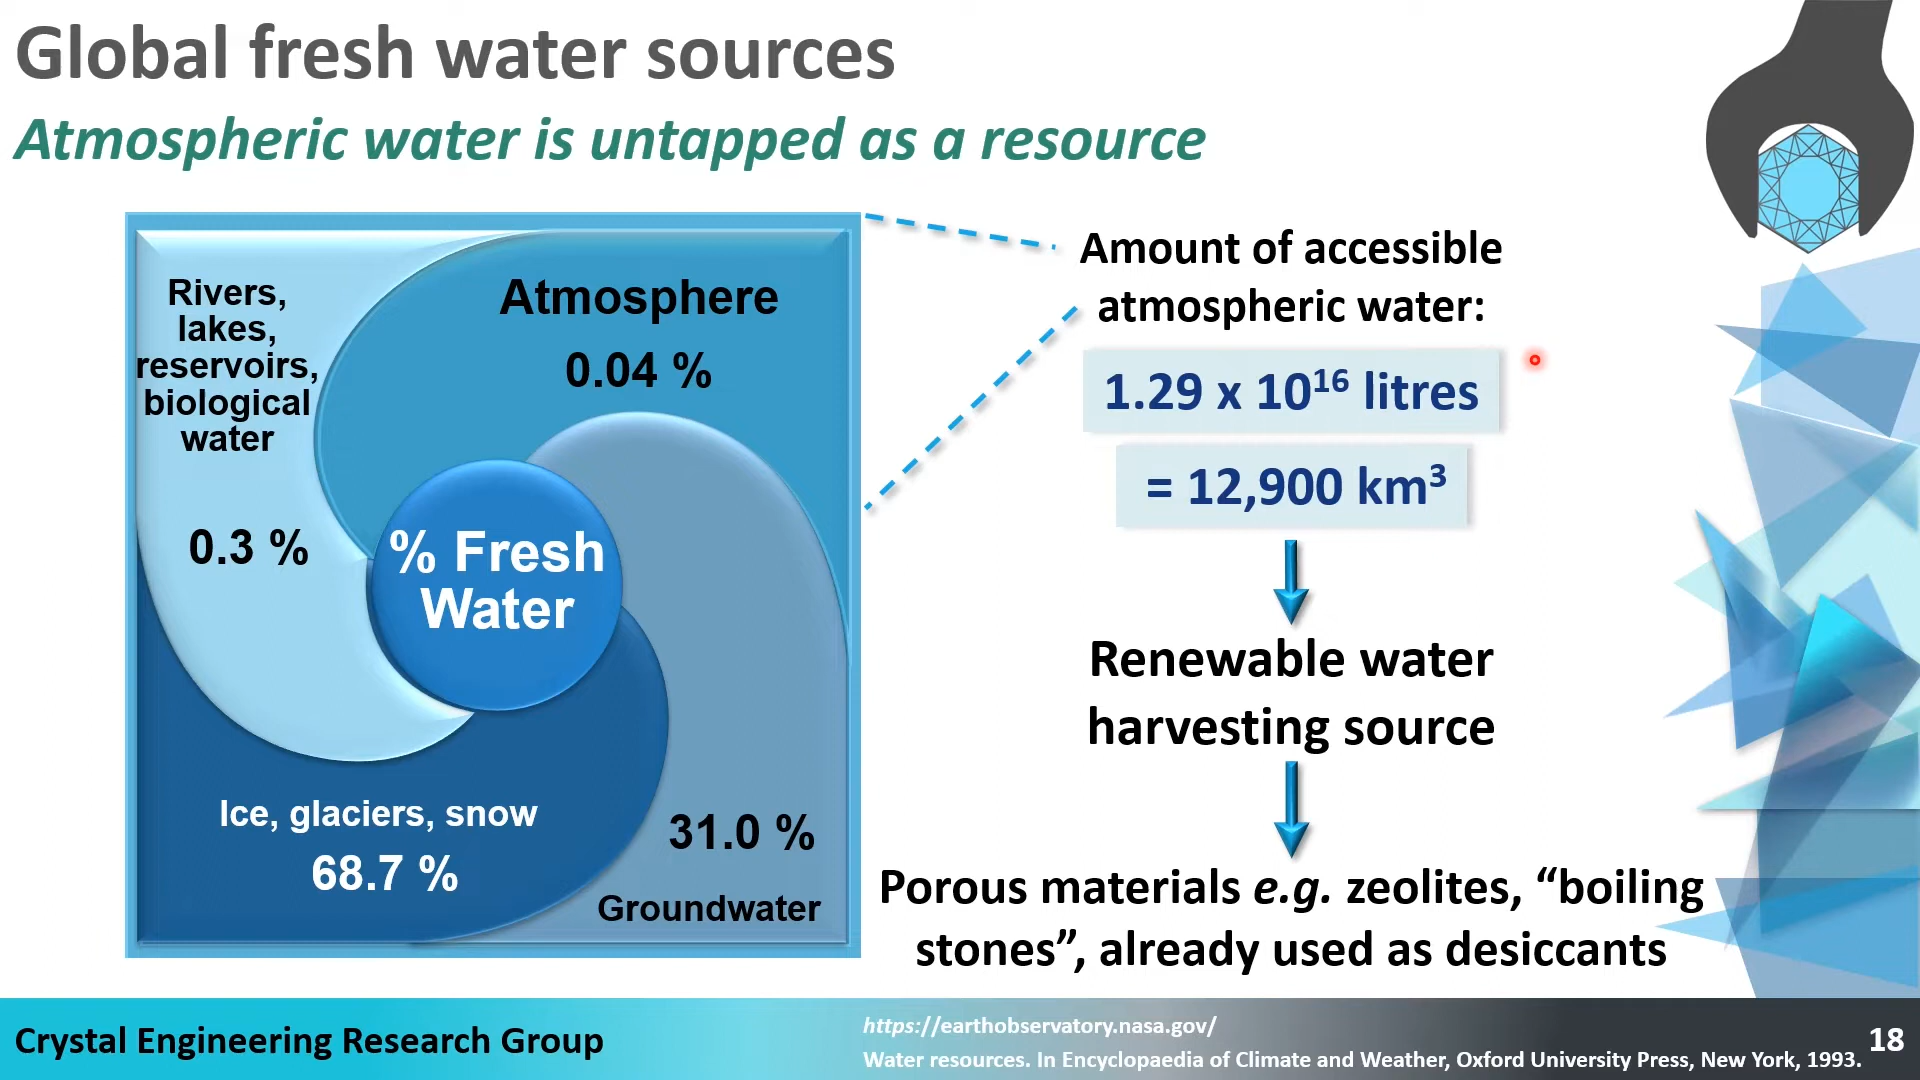 Global fresh water sources
Atmospheric water is untapped as a resource
Rivers,
lakes,
reservoirs,
biological
water
0.3 %
Atmosphere
0.04 %
% Fresh
Water
Ice, glaciers, snow
68.7 %
31.0 %
Groundwater
Amount of accessible
atmospheric water:
1.29 x 10¹⁶ litres
= 12,900 km³
Renewable water
harvesting source
Porous materials e.g. zeolites, “boiling
stones”, already used as desiccants
Crystal Engineering Research Group
https://earthobservatory.nasa.gov/
Water resources. In Encyclopaedia of Climate and Weather, Oxford University Press, New York, 1993.
18